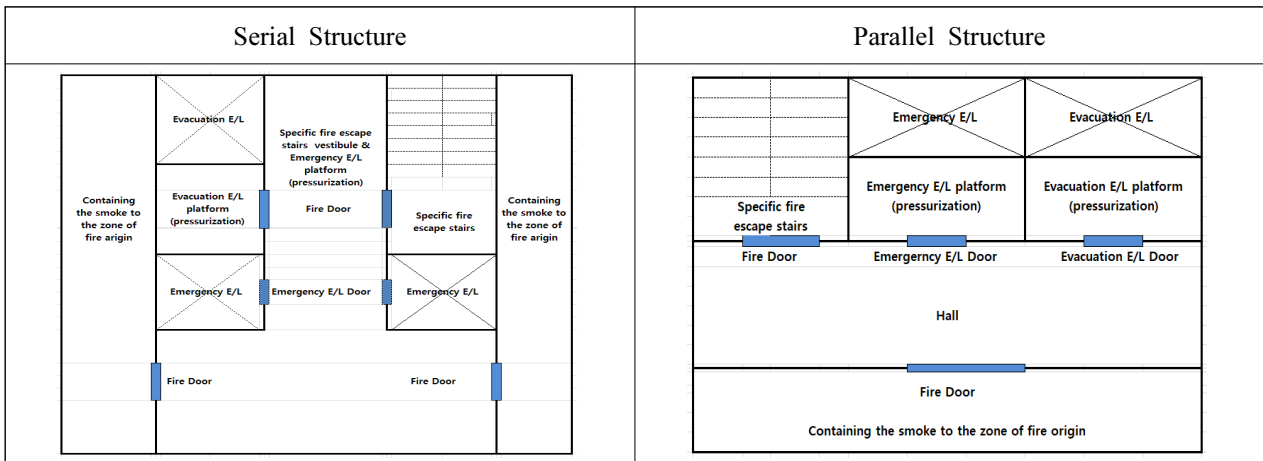 Serial Structure
Parallel Structure
Evacuation E/L
Specific fire escape
stairs vestibule &
Emergency E/L
platform
(pressurization)
Containing
the smoke to
the zone of
fire arigin
Evacuation E/L
platform
(pressurization)
Fire Door
Specific fire
escape stairs
Containing
the smoke to
the zone of
fire arigin
Emergency E/L
Emergency E/L Door
Emergency E/L
Fire Door
Fire Door
Emergency E/L
Evacuation E/L
Specific fire
escape stairs
Emergency E/L platform
(pressurization)
Evacuation E/L platform
(pressurization)
Fire Door
Emergerncy E/L Door
Evacuation E/L Door
Hall
Fire Door
Containing the smoke to the zone of fire origin